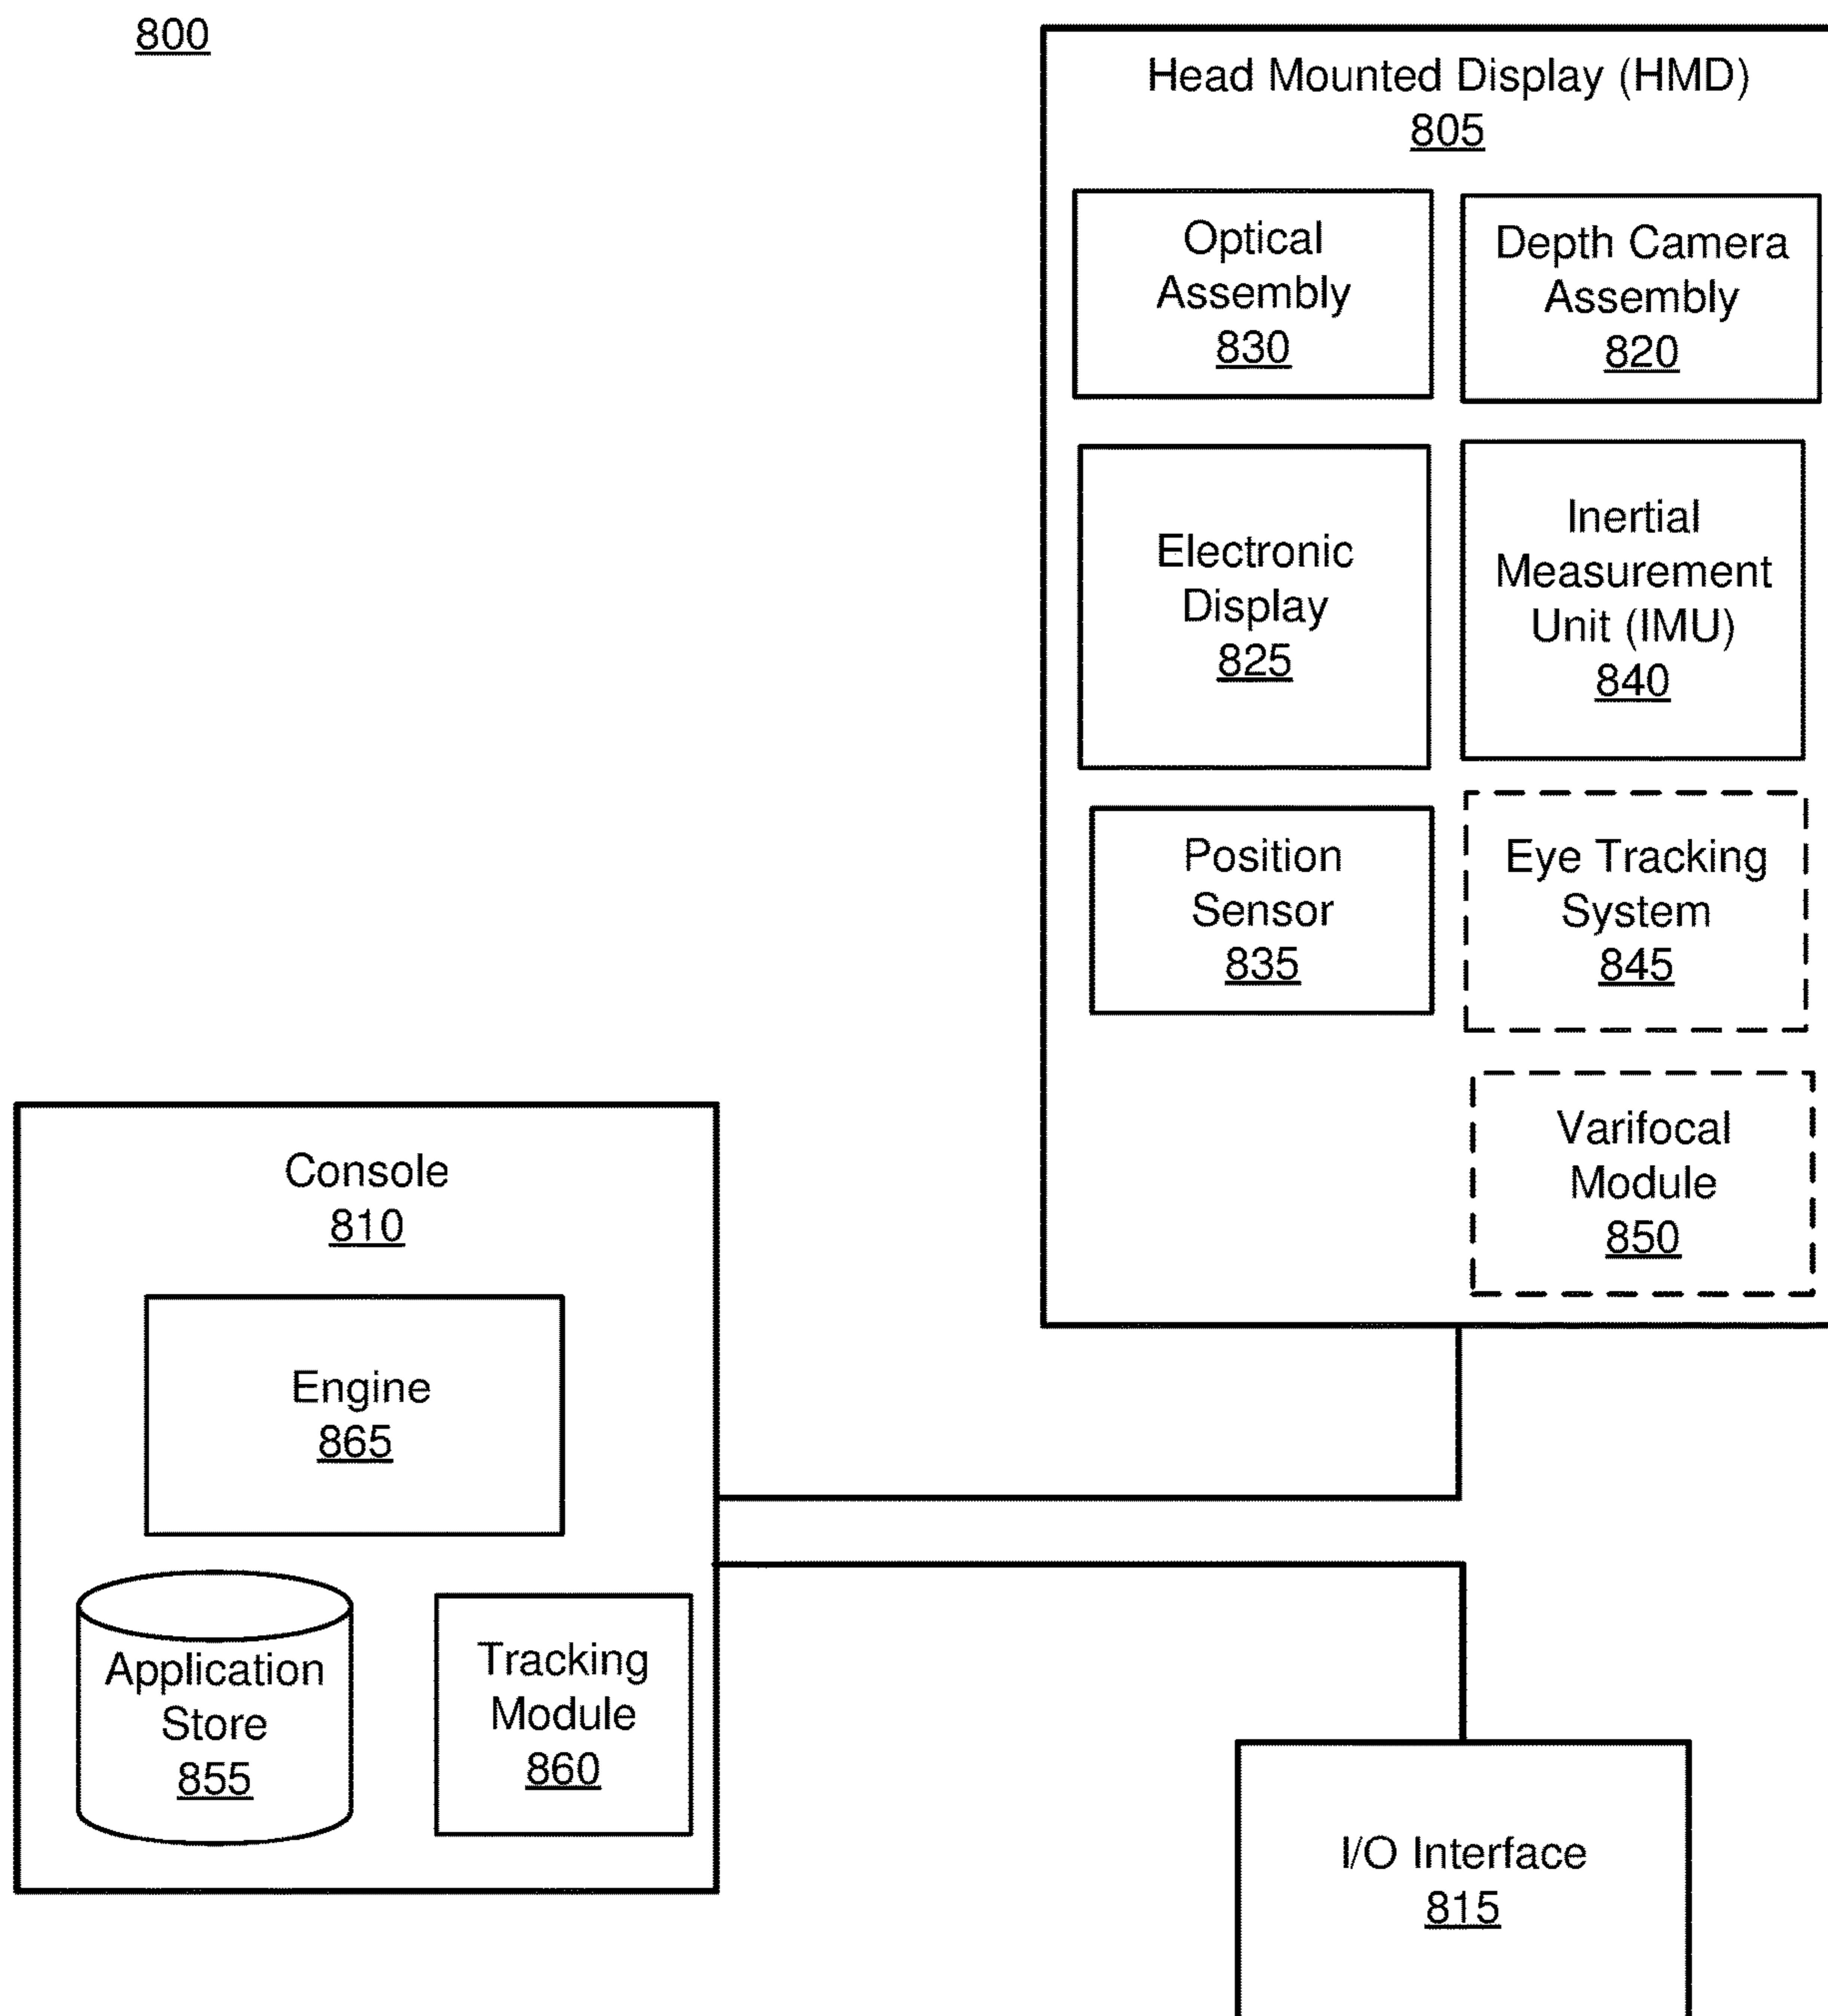 800
Head Mounted Display (HMD)
805
Optical
Assembly
830
Depth Camera
Assembly
820
Electronic
Display
825
Inertial
Measurement
Unit (IMU)
840
Position
Sensor
835
Eye Tracking
System
845
Varifocal
Module
850
Console
810
Engine
865
Application
Store
855
Tracking
Module
860
I/O Interface
815